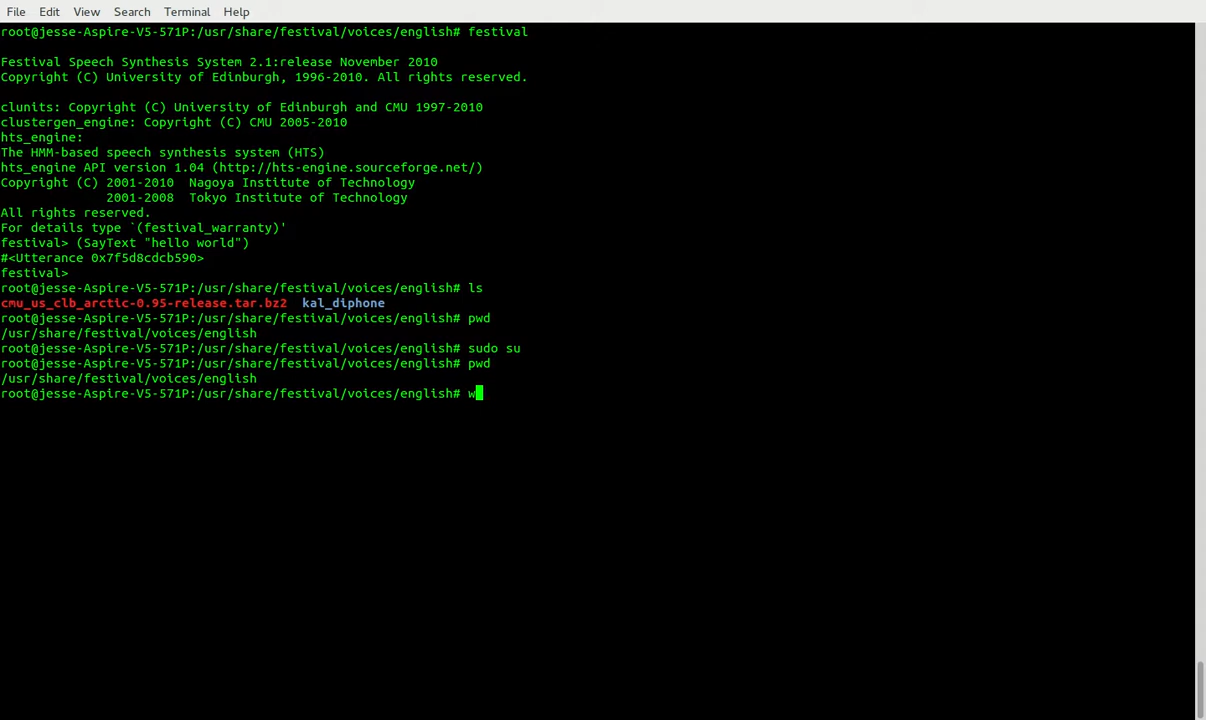 File Edit View Search Terminal Help
root@jesse-Aspire-V5-571P:/usr/share/festival/voices/english# festival
Festival Speech Synthesis System 2.1:release November 2010
Copyright (C) University of Edinburgh, 1996-2010. All rights reserved.
clunits: Copyright (C) University of Edinburgh and CMU 1997-2010
clustergen_engine: Copyright (C) CMU 2005-2010
hts_engine:
The HMM-based speech synthesis system (HTS)
hts_engine API version 1.04 (http://hts-engine.sourceforge.net/)
Copyright (C) 2001-2010  Nagoya Institute of Technology
              2001-2008  Tokyo Institute of Technology
All rights reserved.
For details type `(festival_warranty)'
festival> (SayText "hello world")
#<Utterance 0x7f5d8cdcb590>
festival>
root@jesse-Aspire-V5-571P:/usr/share/festival/voices/english# ls
cmu_us_clb_arctic-0.95-release.tar.bz2  kal_diphone
root@jesse-Aspire-V5-571P:/usr/share/festival/voices/english# pwd
/usr/share/festival/voices/english
root@jesse-Aspire-V5-571P:/usr/share/festival/voices/english# sudo su
root@jesse-Aspire-V5-571P:/usr/share/festival/voices/english# pwd
/usr/share/festival/voices/english
root@jesse-Aspire-V5-571P:/usr/share/festival/voices/english# w